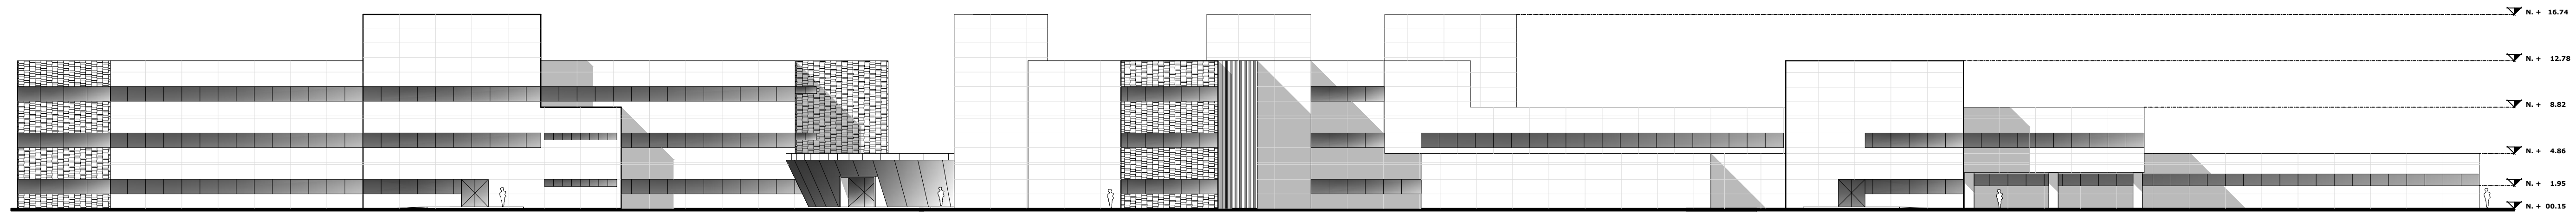 N. + 16.74
N. + 12.78
N. + 8.82
N. + 4.86
N. + 1.95
N. + 00.15